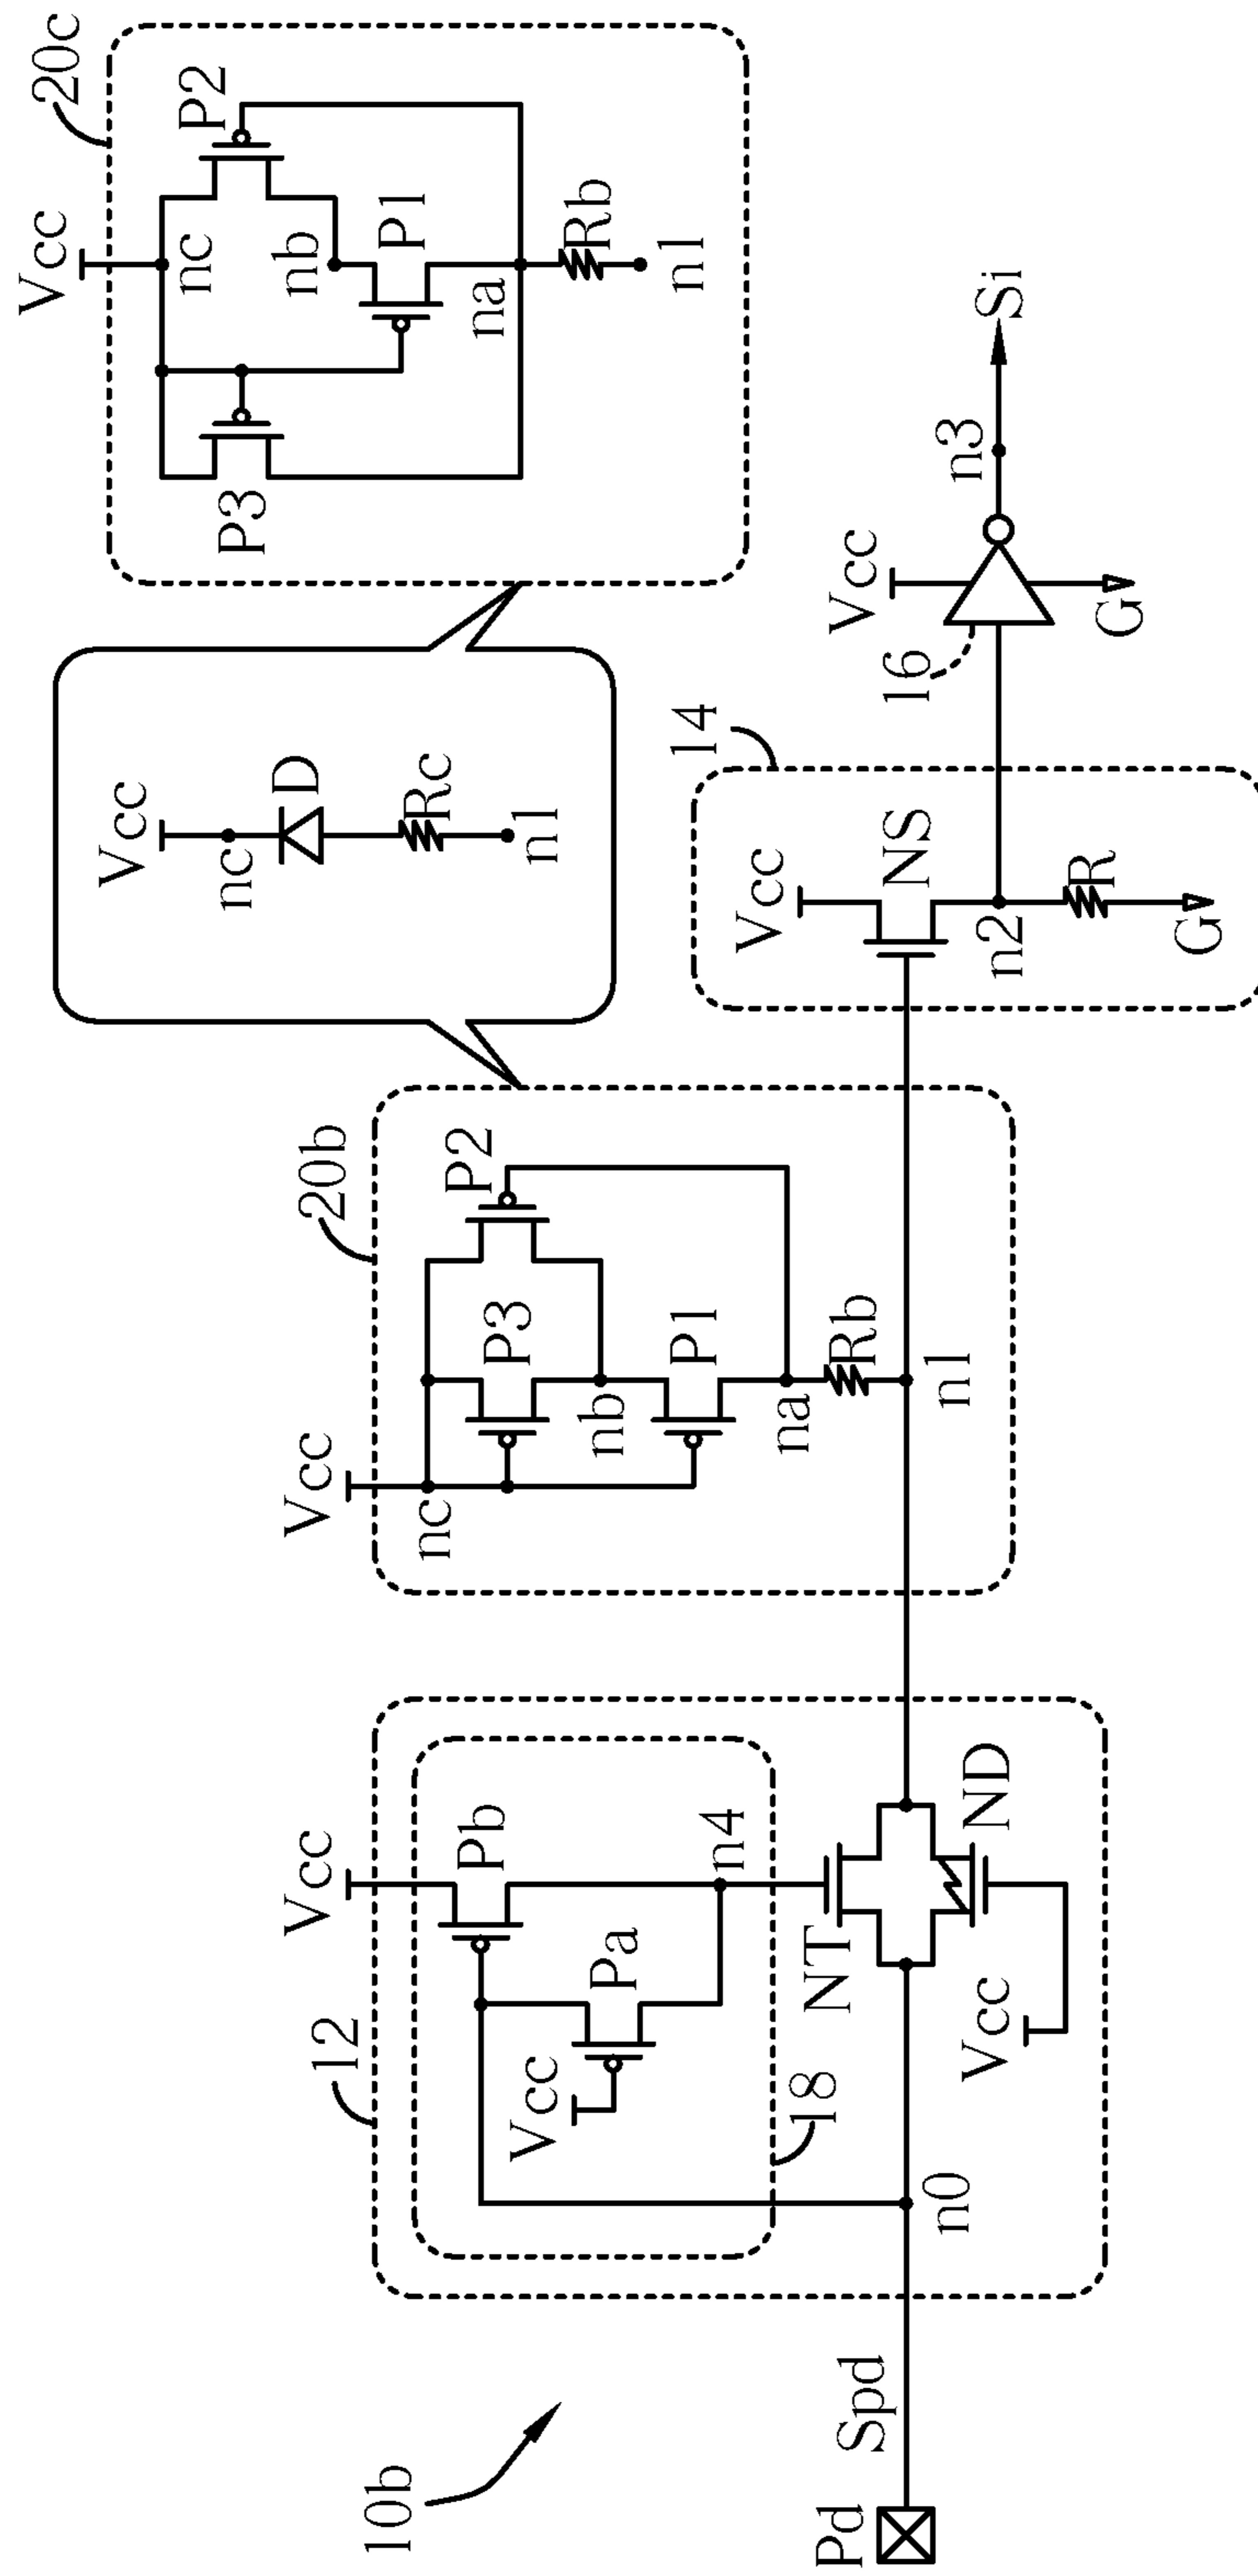 10b
Pd
Spd
12
18
n0
Vcc
Pa
Vcc
Pb
n4
NT
ND
Vcc
20b
Vcc
nc
P3
P2
nb
P1
na
Rb
n1
Vcc
nc
D
Rc
n1
20c
Vcc
nc
P3
P2
nb
P1
na
Rb
n1
14
Vcc
NS
n2
R
G
16
Vcc
G
n3
Si